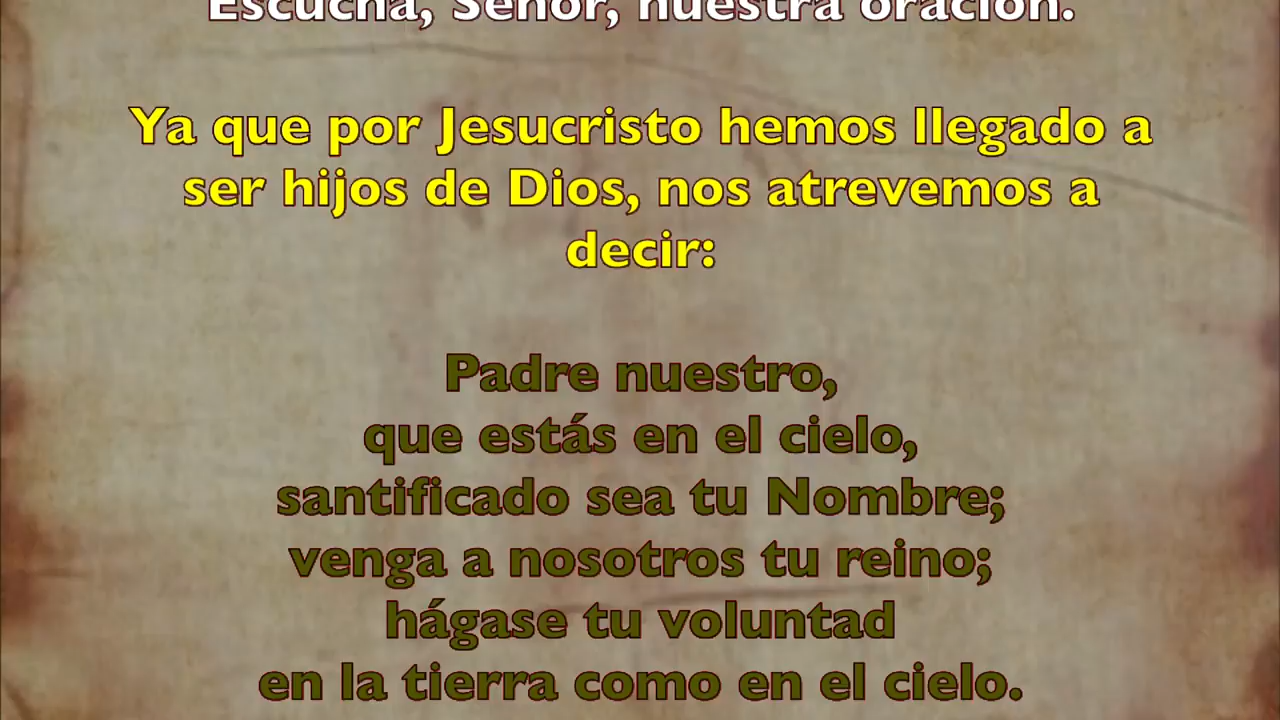 Escucha, Señor, nuestra oración.
Ya que por Jesucristo hemos llegado a
ser hijos de Dios, nos atrevemos a
decir:
Padre nuestro,
que estás en el cielo,
santificado sea tu Nombre;
venga a nosotros tu reino;
hágase tu voluntad
en la tierra como en el cielo.